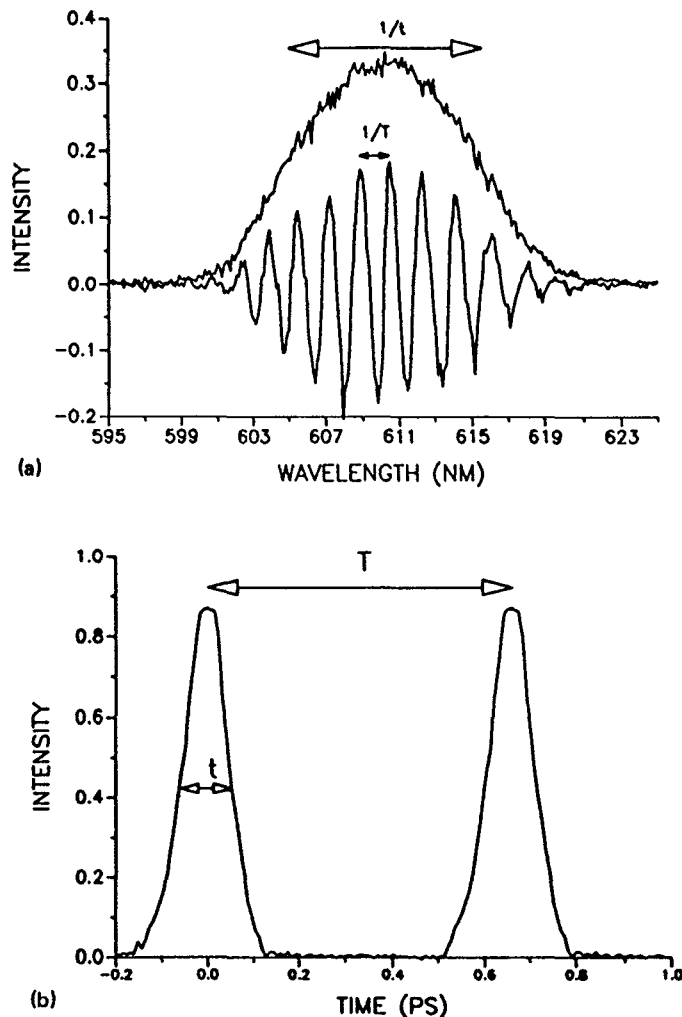 1/t
0.4
0.3
1/T
0.2
0.1
0.0
-0.1
-0.2
INTENSITY
595 599 603 607 611 615 619 623
(a)
WAVELENGTH (NM)
1.0
T
0.8
0.6
t
0.4
0.2
0.0
INTENSITY
-0.2 0.0 0.2 0.4 0.6 0.8 1.0
(b)
TIME (PS)